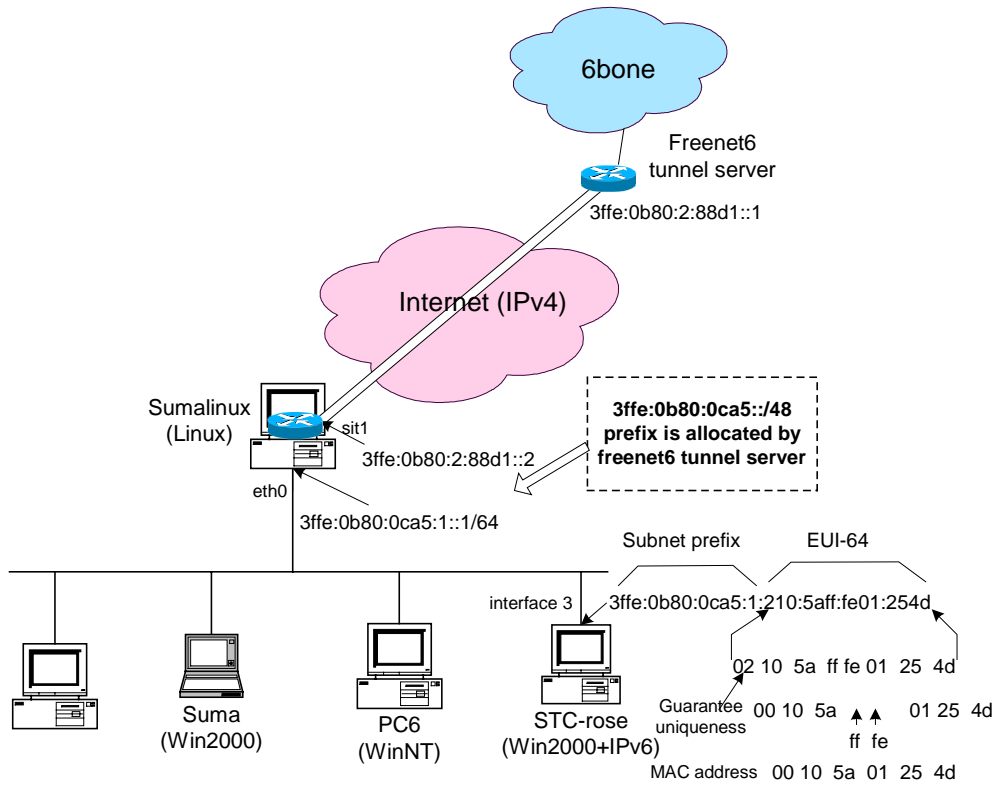 6bone
Freenet6
tunnel server
3ffe:0b80:2:88d1::1
Internet (IPv4)
Sumalinux
(Linux)
sit1
3ffe:0b80:2:88d1::2
3ffe:0b80:0ca5::/48
prefix is allocated by
freenet6 tunnel server
eth0
3ffe:0b80:0ca5:1::1/64
Subnet prefix
EUI-64
interface 3
3ffe:0b80:0ca5:1:210:5aff:fe01:254d
02 10 5a ff fe 01 25 4d
Guarantee
uniqueness
00 10 5a 01 25 4d
ff fe
MAC address 00 10 5a 01 25 4d
Suma
(Win2000)
PC6
(WinNT)
STC-rose
(Win2000+IPv6)